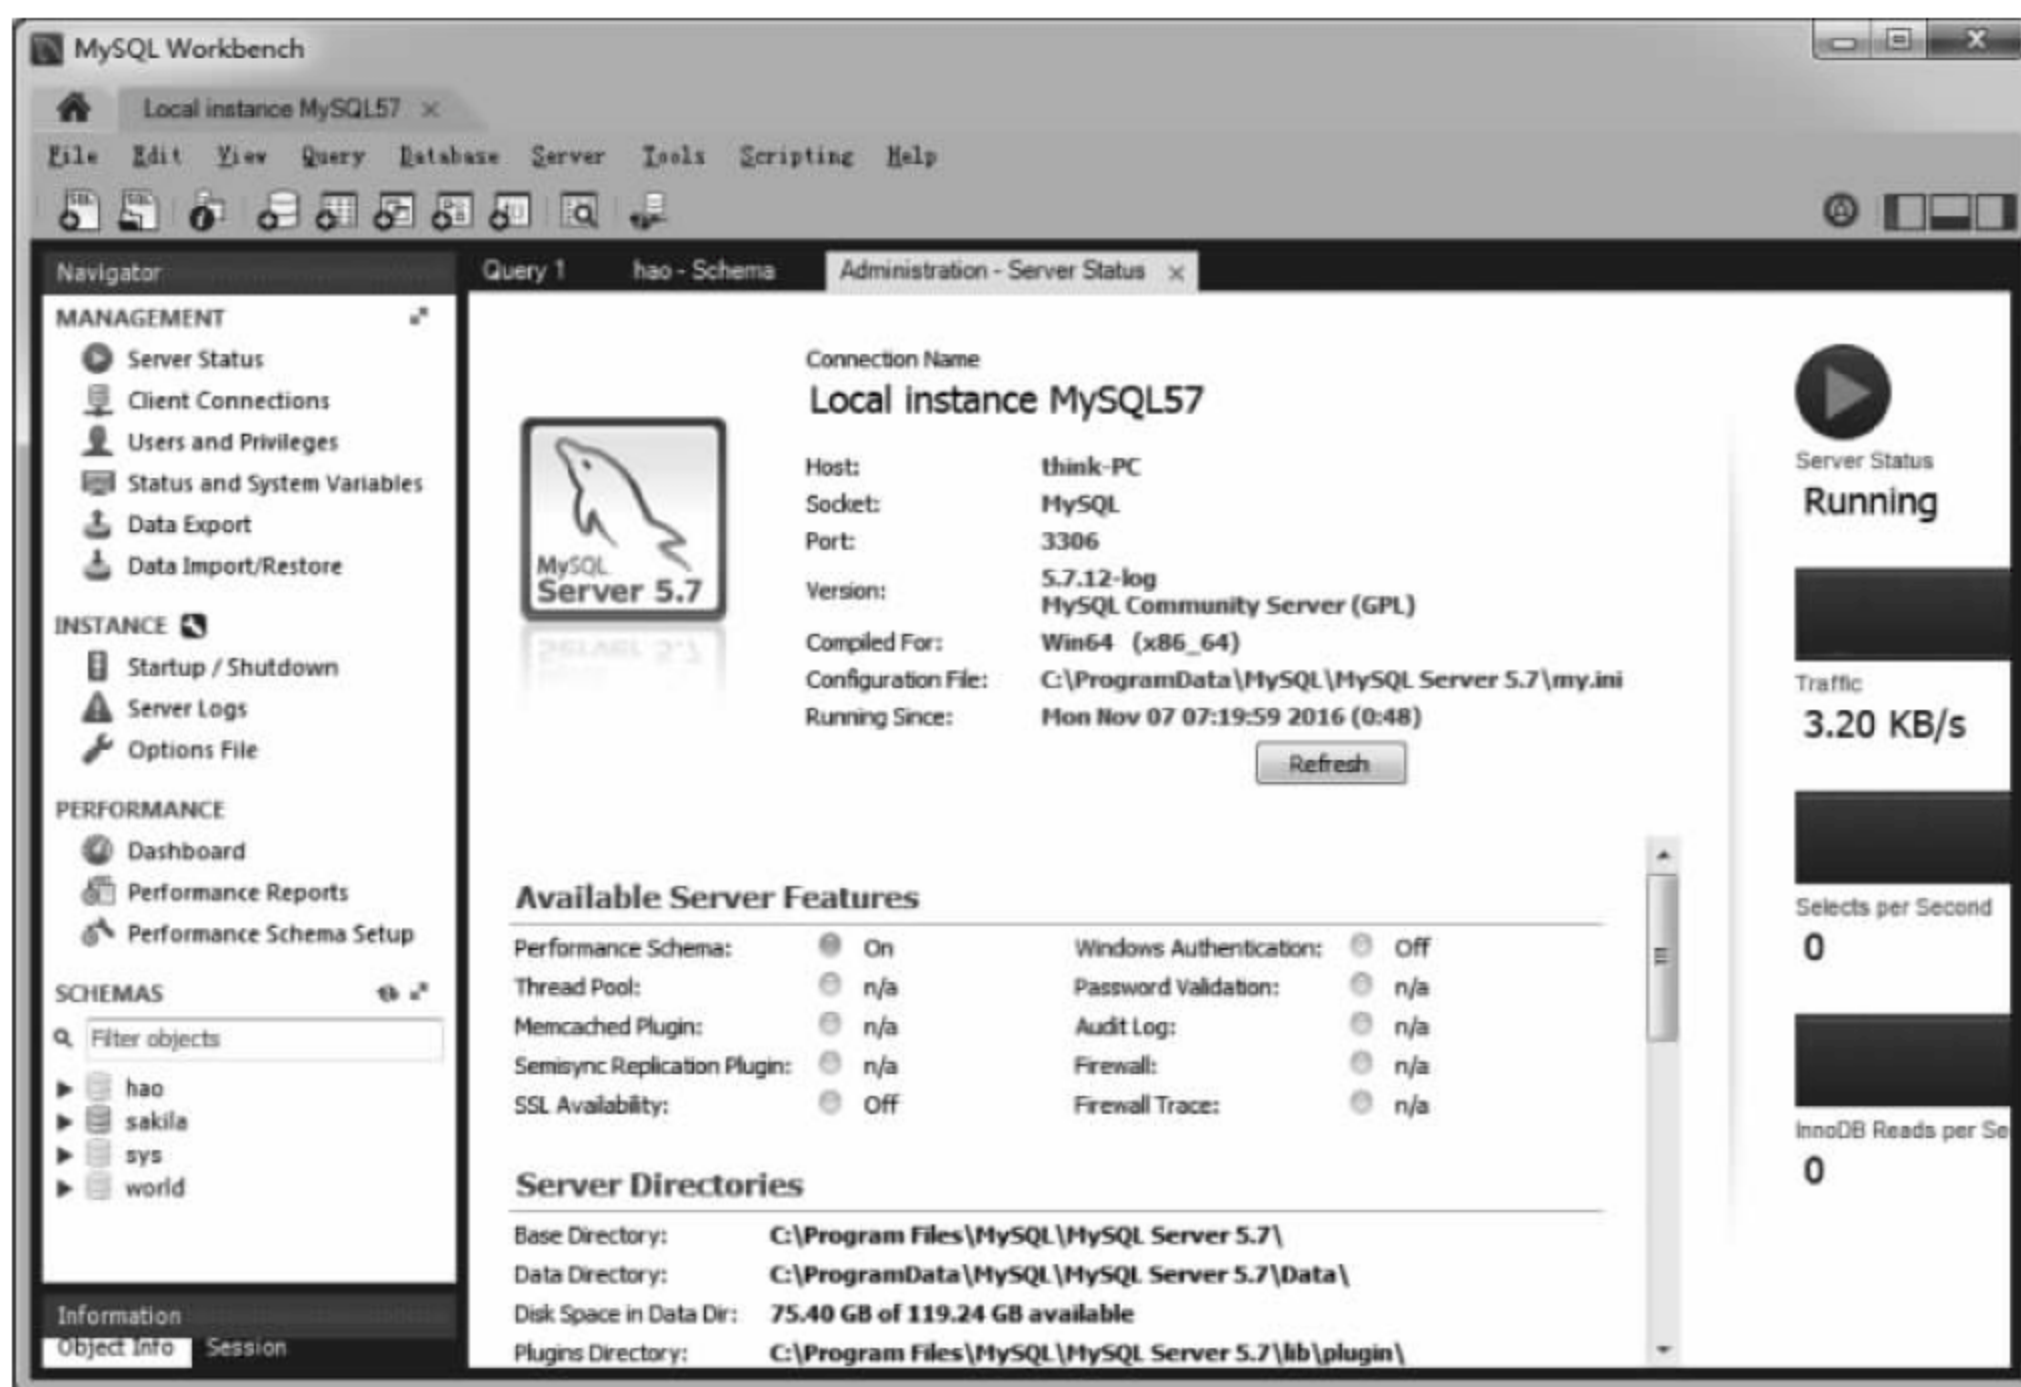 MySQL Workbench
Local instance MySQL57
File Edit View Query Database Server Tools Scripting Help
Navigator
MANAGEMENT
Server Status
Client Connections
Users and Privileges
Status and System Variables
Data Export
Data Import/Restore
INSTANCE
Startup / Shutdown
Server Logs
Options File
PERFORMANCE
Dashboard
Performance Reports
Performance Schema Setup
SCHEMAS
Filter objects
hao
sakila
sys
world
Information
Object Info Session
Query 1 hao - Schema Administration - Server Status
Connection Name
Local instance MySQL57
MySQL
Server 5.7
Host: think-PC
Socket: MySQL
Port: 3306
Version: 5.7.12-log
MySQL Community Server (GPL)
Compiled For: Win64 (x86_64)
Configuration File: C:\ProgramData\MySQL\MySQL Server 5.7\my.ini
Running Since: Mon Nov 07 07:19:59 2016 (0:48)
Refresh
Available Server Features
Performance Schema: On Windows Authentication: Off
Thread Pool: n/a Password Validation: n/a
Memcached Plugin: n/a Audit Log: n/a
Semisync Replication Plugin: n/a Firewall: n/a
SSL Availability: Off Firewall Trace: n/a
Server Directories
Base Directory: C:\Program Files\MySQL\MySQL Server 5.7\
Data Directory: C:\ProgramData\MySQL\MySQL Server 5.7\Data\
Disk Space in Data Dir: 75.40 GB of 119.24 GB available
Plugins Directory: C:\Program Files\MySQL\MySQL Server 5.7\lib\plugin\
Server Status
Running
Traffic
3.20 KB/s
Selects per Second
0
InnoDB Reads per Se
0